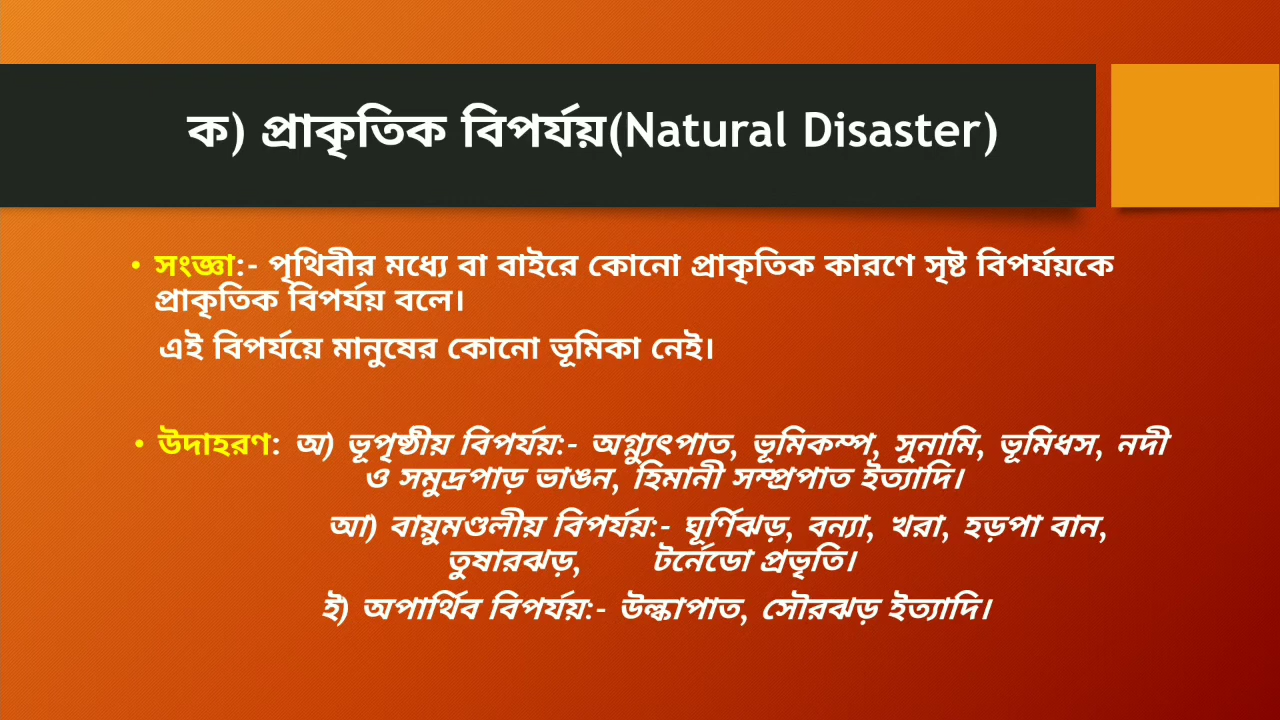 ক) প্রাকৃতিক বিপর্যয়(Natural Disaster)
• সংজ্ঞা:- পৃথিবীর মধ্যে বা বাইরে কোনো প্রাকৃতিক কারণে সৃষ্ট বিপর্যয়কে
প্রাকৃতিক বিপর্যয় বলে।
এই বিপর্যয়ে মানুষের কোনো ভূমিকা নেই।
• উদাহরণ: অ) ভূপৃষ্ঠীয় বিপর্যয়:- অগ্ন্যুৎপাত, ভূমিকম্প, সুনামি, ভূমিধস, নদী
ও সমুদ্রপাড় ভাঙন, হিমানী সম্প্রপাত ইত্যাদি।
আ) বায়ুমণ্ডলীয় বিপর্যয়:- ঘূর্ণিঝড়, বন্যা, খরা, হড়পা বান,
তুষারঝড়, টর্নেডো প্রভৃতি।
ই) অপার্থিব বিপর্যয়:- উল্কাপাত, সৌরঝড় ইত্যাদি।